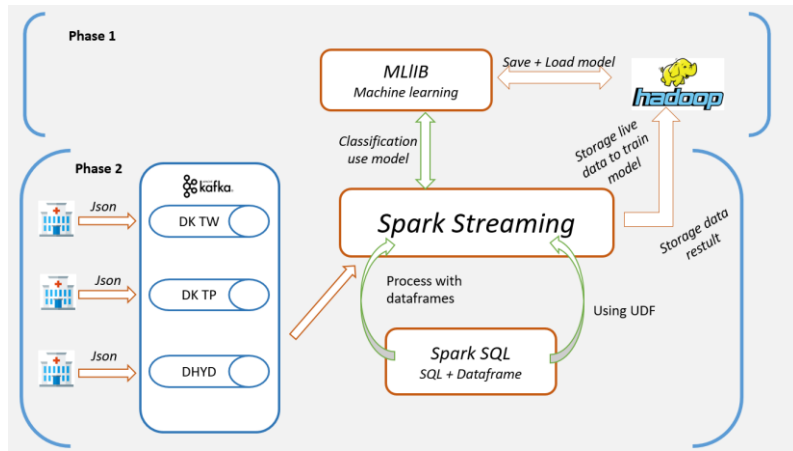 Phase 1
MLlIB
Machine learning
Save + Load model
hadoop
Classification
use model
Storage live
data to train
model
Phase 2
kafka
Json
DK TW
Spark Streaming
Storage data
restult
Json
DK TP
Process with
dataframes
Using UDF
Json
DHYD
Spark SQL
SQL + Dataframe